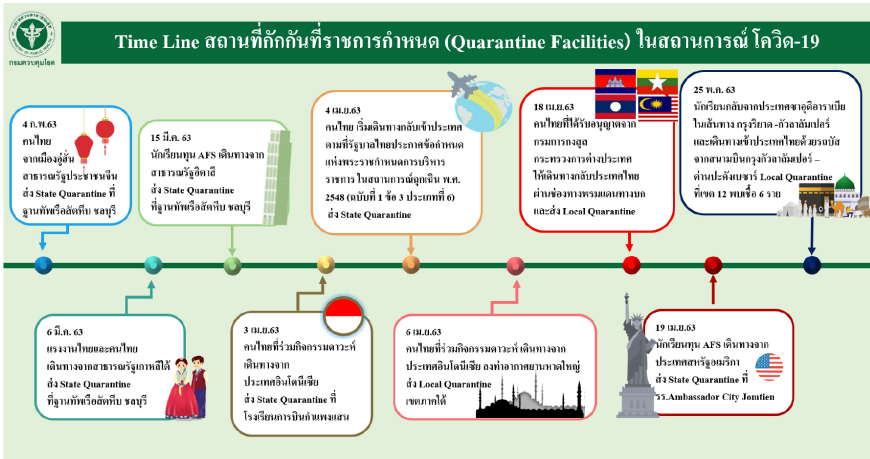 กรมควบคุมโรค
Time Line สถานที่กักกันที่ราชการกำหนด (Quarantine Facilities) ในสถานการณ์ โควิด-19
4 ก.พ.63
คนไทย
จากเมืองอู่ฮั่น
สาธารณรัฐประชาชนจีน
ส่ง State Quarantine ที่
ฐานทัพเรือสัตหีบ ชลบุรี
15 มี.ค. 63
นักเรียนทุน AFS เดินทางจาก
สาธารณรัฐอิตาลี
ส่ง State Quarantine
ที่ฐานทัพเรือสัตหีบ ชลบุรี
4 เม.ย.63
คนไทย เริ่มเดินทางกลับเข้าประเทศ
ตามที่รัฐบาลไทยประกาศข้อกำหนด
แห่งพระราชกำหนดการบริหาร
ราชการ ในสถานการณ์ฉุกเฉิน พ.ศ.
2548 (ฉบับที่ 1 ข้อ 3 ประเภทที่ 6)
ส่ง State Quarantine
18 เม.ย.63
คนไทยที่ได้รับอนุญาตจาก
กรมการกงสุล
กระทรวงการต่างประเทศ
ให้เดินทางกลับประเทศไทย
ผ่านช่องทางพรมแดนทางบก
และส่ง Local Quarantine
25 พ.ค. 63
นักเรียนกลับจากประเทศซาอุดิอาราเบีย
ในเส้นทาง กรุงริยาด -กัวลาลัมเปอร์
และเดินทางเข้าประเทศไทยด้วยรถบัส
จากสนามบินกรุงกัวลาลัมเปอร์ –
ด่านปะดังเบซาร์ Local Quarantine
ที่เขต 12 พบเชื้อ 6 ราย
6 มี.ค. 63
แรงงานไทยและคนไทย
เดินทางจากสาธารณรัฐเกาหลีใต้
ส่ง State Quarantine
ที่ฐานทัพเรือสัตหีบ ชลบุรี
3 เม.ย.63
คนไทยที่ร่วมกิจกรรมดาวะห์
เดินทางจาก
ประเทศอินโดนีเซีย
ส่ง State Quarantine ที่
โรงเรียนการบินกำแพงแสน
6 เม.ย.63
คนไทยที่ร่วมกิจกรรมดาวะห์ เดินทางจาก
ประเทศอินโดนีเซีย ลงท่าอากาศยานหาดใหญ่
ส่ง Local Quarantine
เขตภาคใต้
19 เม.ย.63
นักเรียนทุน AFS เดินทางจาก
ประเทศสหรัฐอเมริกา
ส่ง State Quarantine ที่
รร.Ambassador City Jomtien